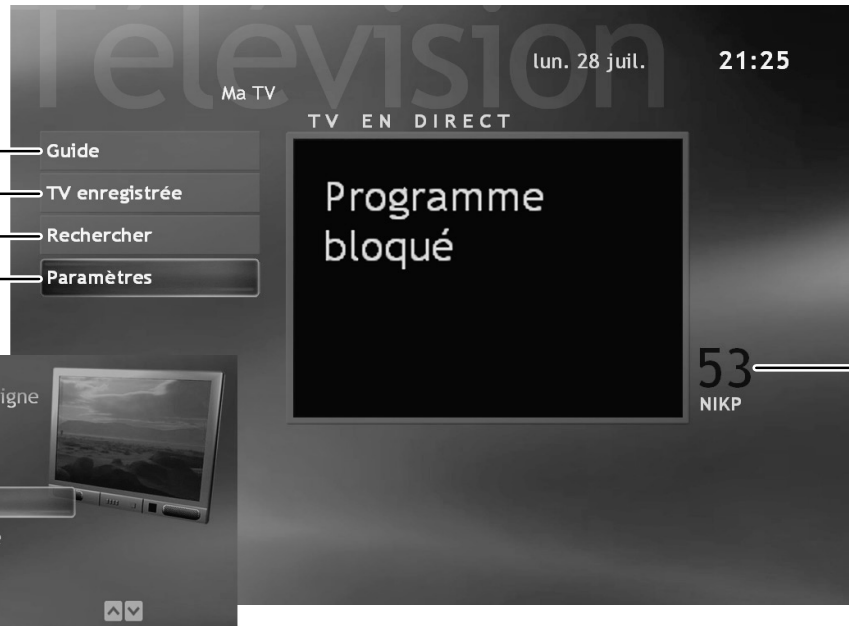 Télévision
lun. 28 juil. 21:25
Ma TV
TV EN DIRECT
Guide
TV enregistrée
Rechercher
Paramètres
Programme
bloqué
53
NIKP
igne